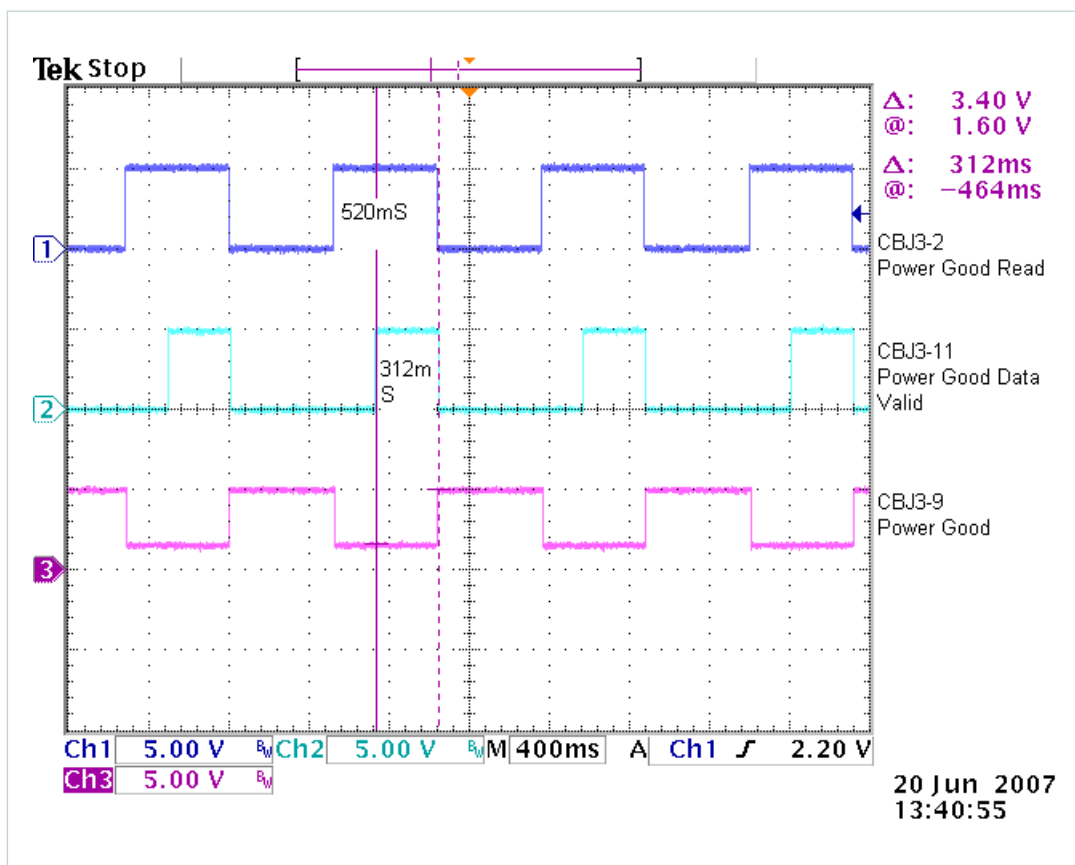 Tek Stop
Δ: 3.40 V
@: 1.60 V
Δ: 312ms
@: −464ms
520mS
1
CBJ3-2
Power Good Read
312m
S
CBJ3-11
Power Good Data
Valid
2
CBJ3-9
Power Good
3
Ch1 5.00 V BW Ch2 5.00 V BW M 400ms A Ch1 2.20 V
Ch3 5.00 V BW
20 Jun 2007
13:40:55